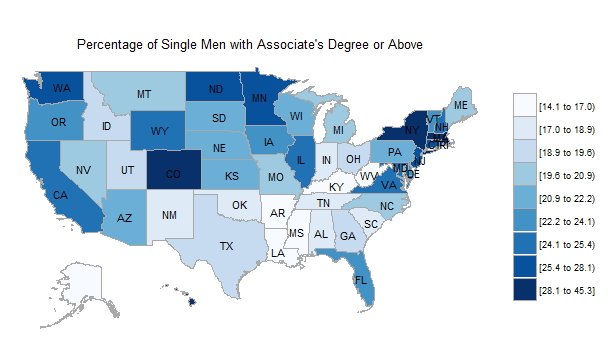 Percentage of Single Men with Associate's Degree or Above
WA
MT
ND
MN
ME
OR
ID
SD
WI
MI
VT
NH
NY
WY
IA
NE
PA
NV
UT
CO
IL
IN
OH
NJ
CA
KS
MO
WV
VA
MD
DE
KY
AZ
NM
OK
AR
TN
NC
SC
TX
LA
MS
AL
GA
FL
CT
RI
[14.1 to 17.0)
[17.0 to 18.9)
[18.9 to 19.6)
[19.6 to 20.9)
[20.9 to 22.2)
[22.2 to 24.1)
[24.1 to 25.4)
[25.4 to 28.1)
[28.1 to 45.3]